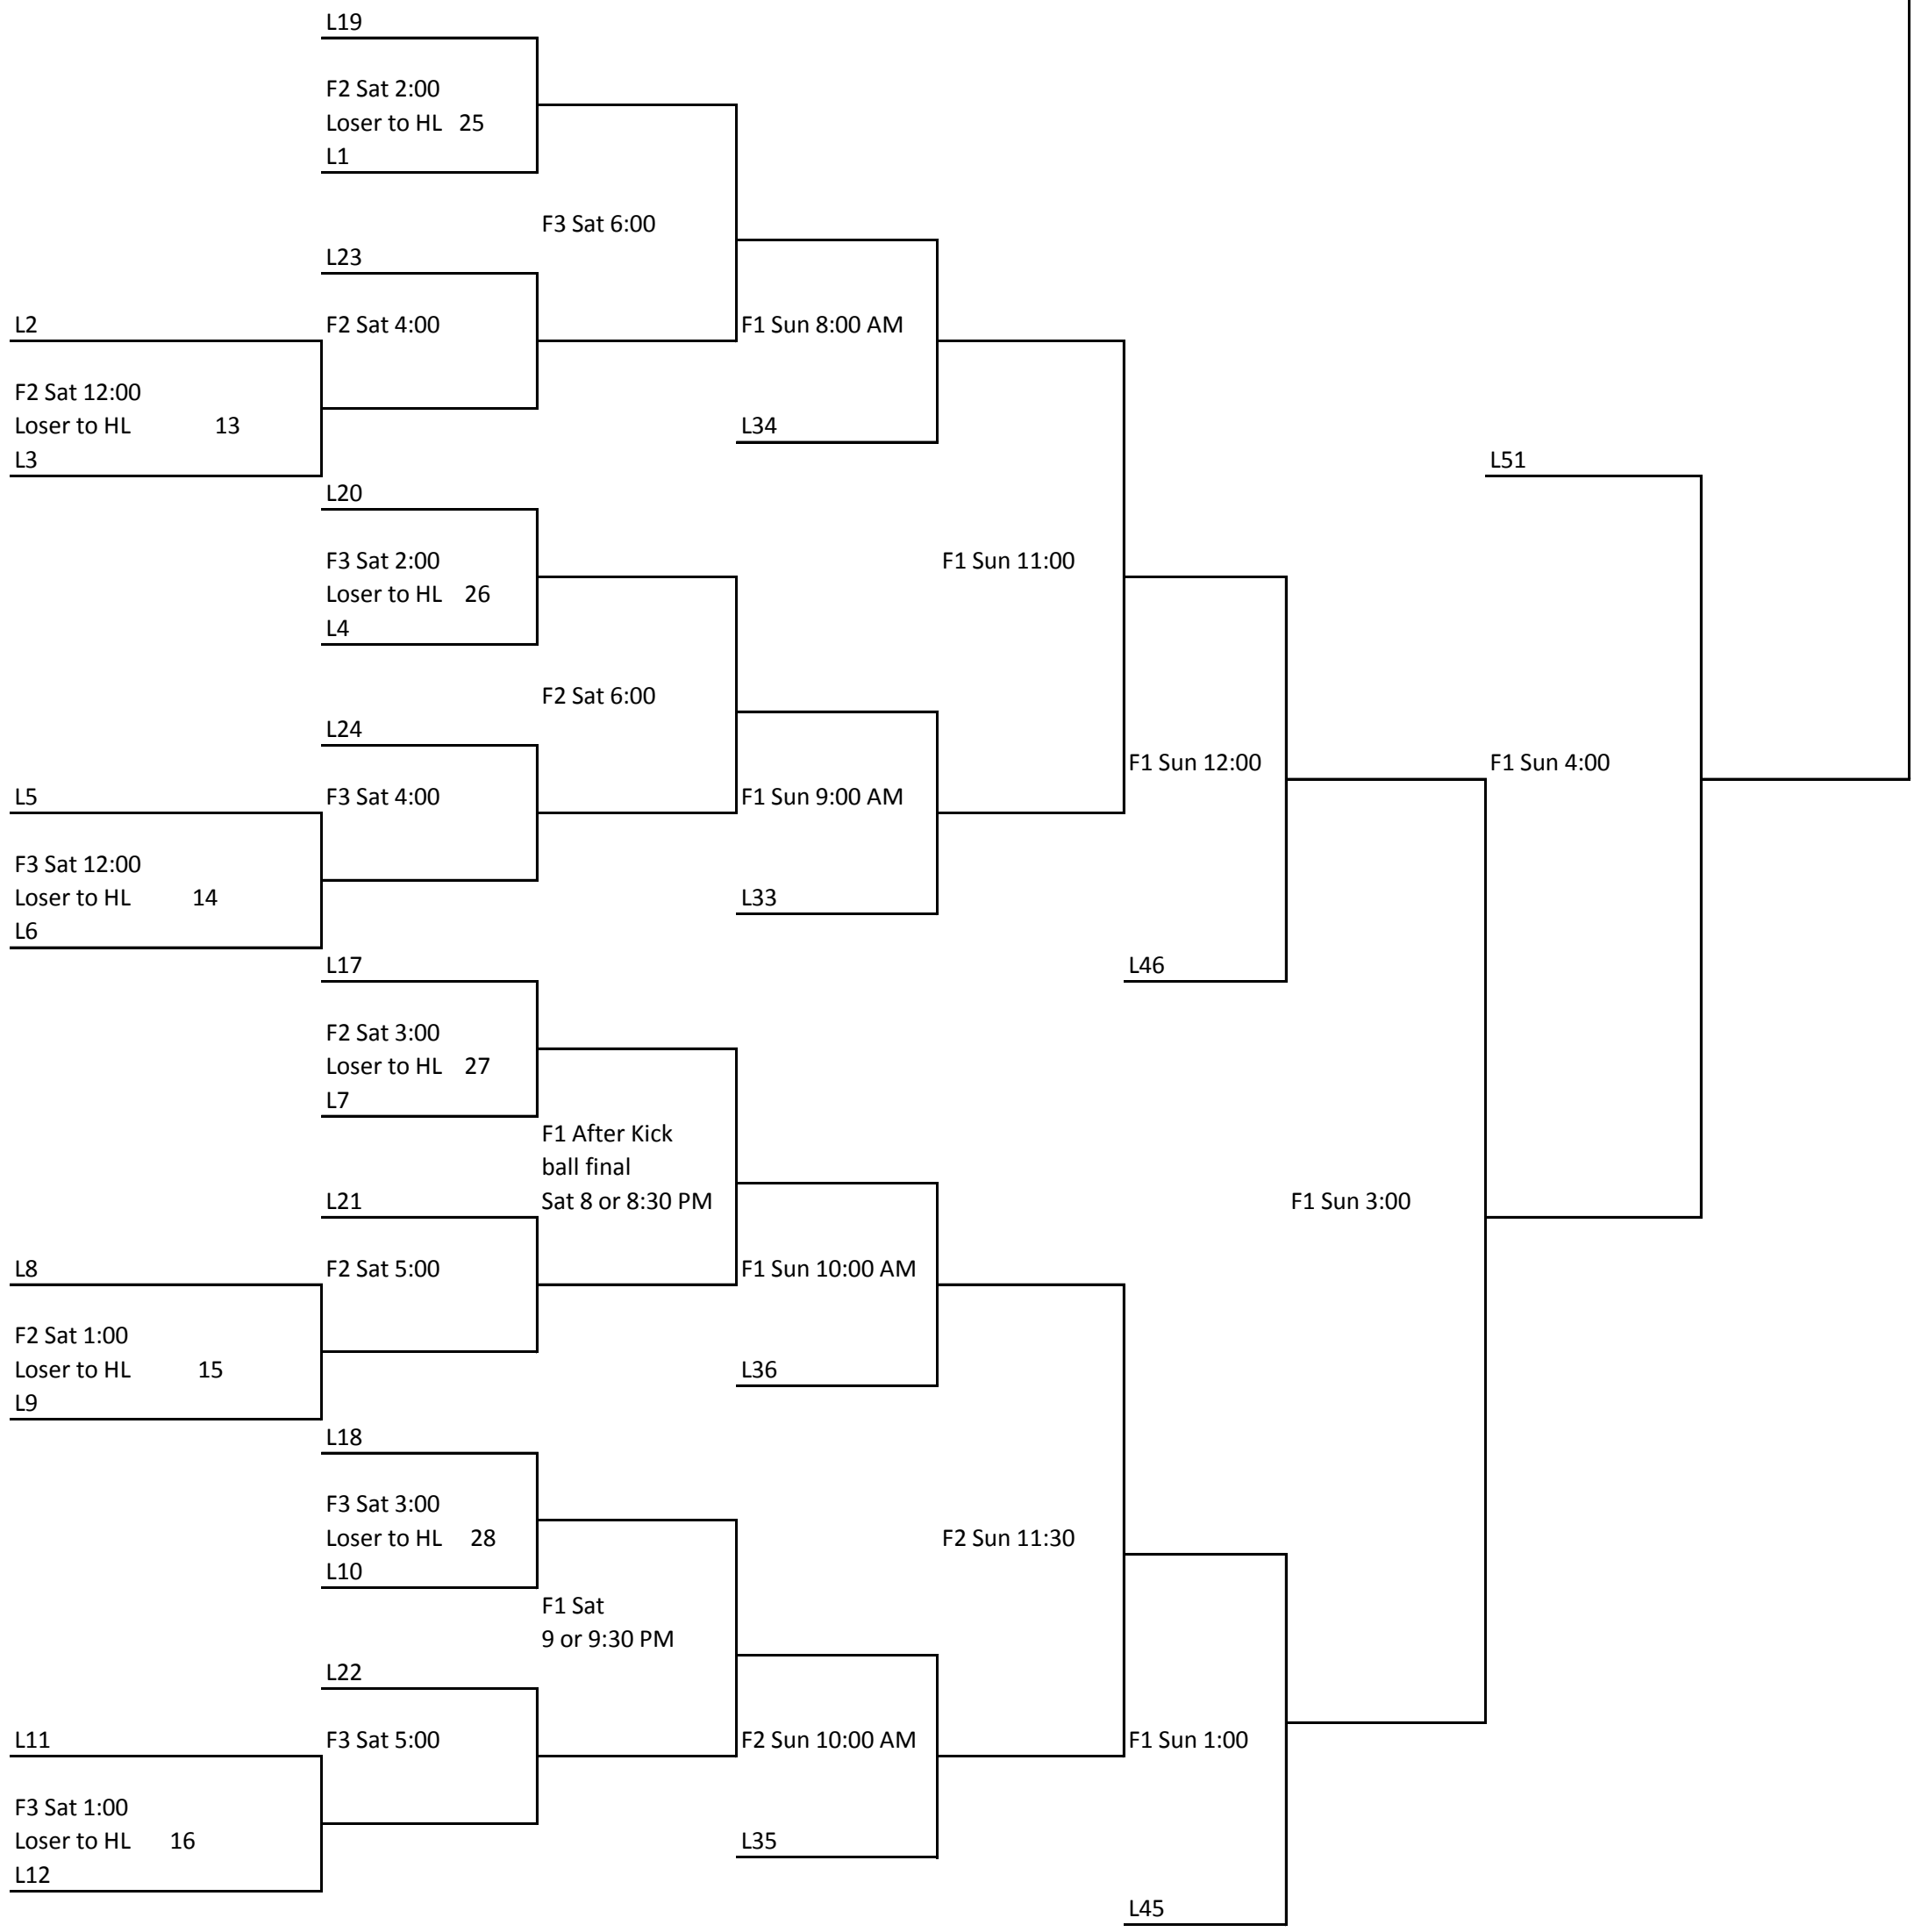 L19
F2 Sat 2:00
Loser to HL 25
L1
F3 Sat 6:00
L23
L2
F2 Sat 4:00
F1 Sun 8:00 AM
F2 Sat 12:00
Loser to HL 13
L34
L3
L51
L20
F3 Sat 2:00
F1 Sun 11:00
Loser to HL 26
L4
F2 Sat 6:00
L24
F1 Sun 12:00
F1 Sun 4:00
L5
F3 Sat 4:00
F1 Sun 9:00 AM
F3 Sat 12:00
Loser to HL 14
L33
L6
L17
L46
F2 Sat 3:00
Loser to HL 27
L7
F1 After Kick
ball final
Sat 8 or 8:30 PM
L21
F1 Sun 3:00
L8
F2 Sat 5:00
F1 Sun 10:00 AM
F2 Sat 1:00
Loser to HL 15
L36
L9
L18
F3 Sat 3:00
Loser to HL 28
F2 Sun 11:30
L10
F1 Sat
9 or 9:30 PM
L22
L11
F3 Sat 5:00
F2 Sun 10:00 AM
F1 Sun 1:00
F3 Sat 1:00
Loser to HL 16
L35
L12
L45